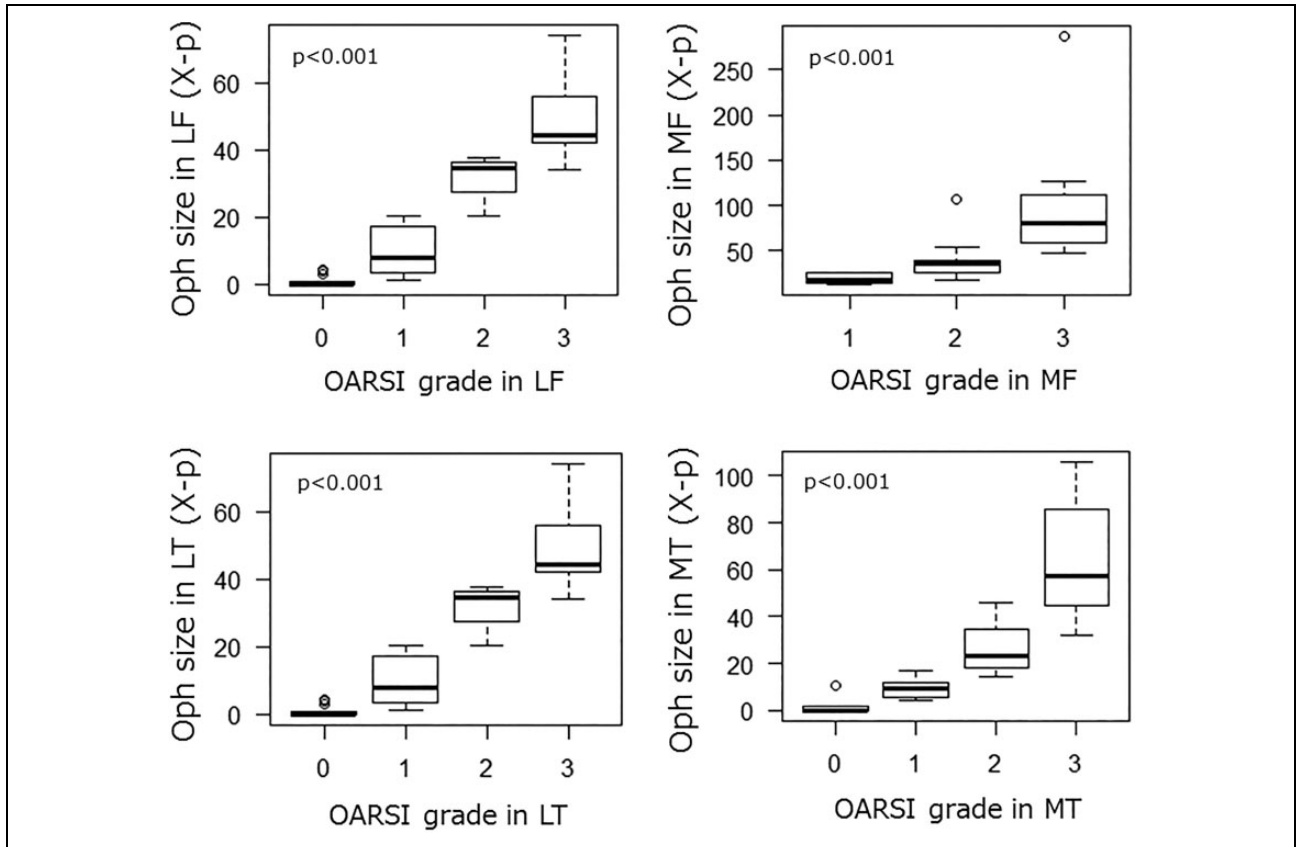 Oph size in LF (X-p)
p<0.001
60
40
20
0
0 1 2 3
OARSI grade in LF
Oph size in MF (X-p)
p<0.001
250
200
150
100
50
1 2 3
OARSI grade in MF
Oph size in LT (X-p)
p<0.001
60
40
20
0
0 1 2 3
OARSI grade in LT
Oph size in MT (X-p)
p<0.001
100
80
60
40
20
0
0 1 2 3
OARSI grade in MT